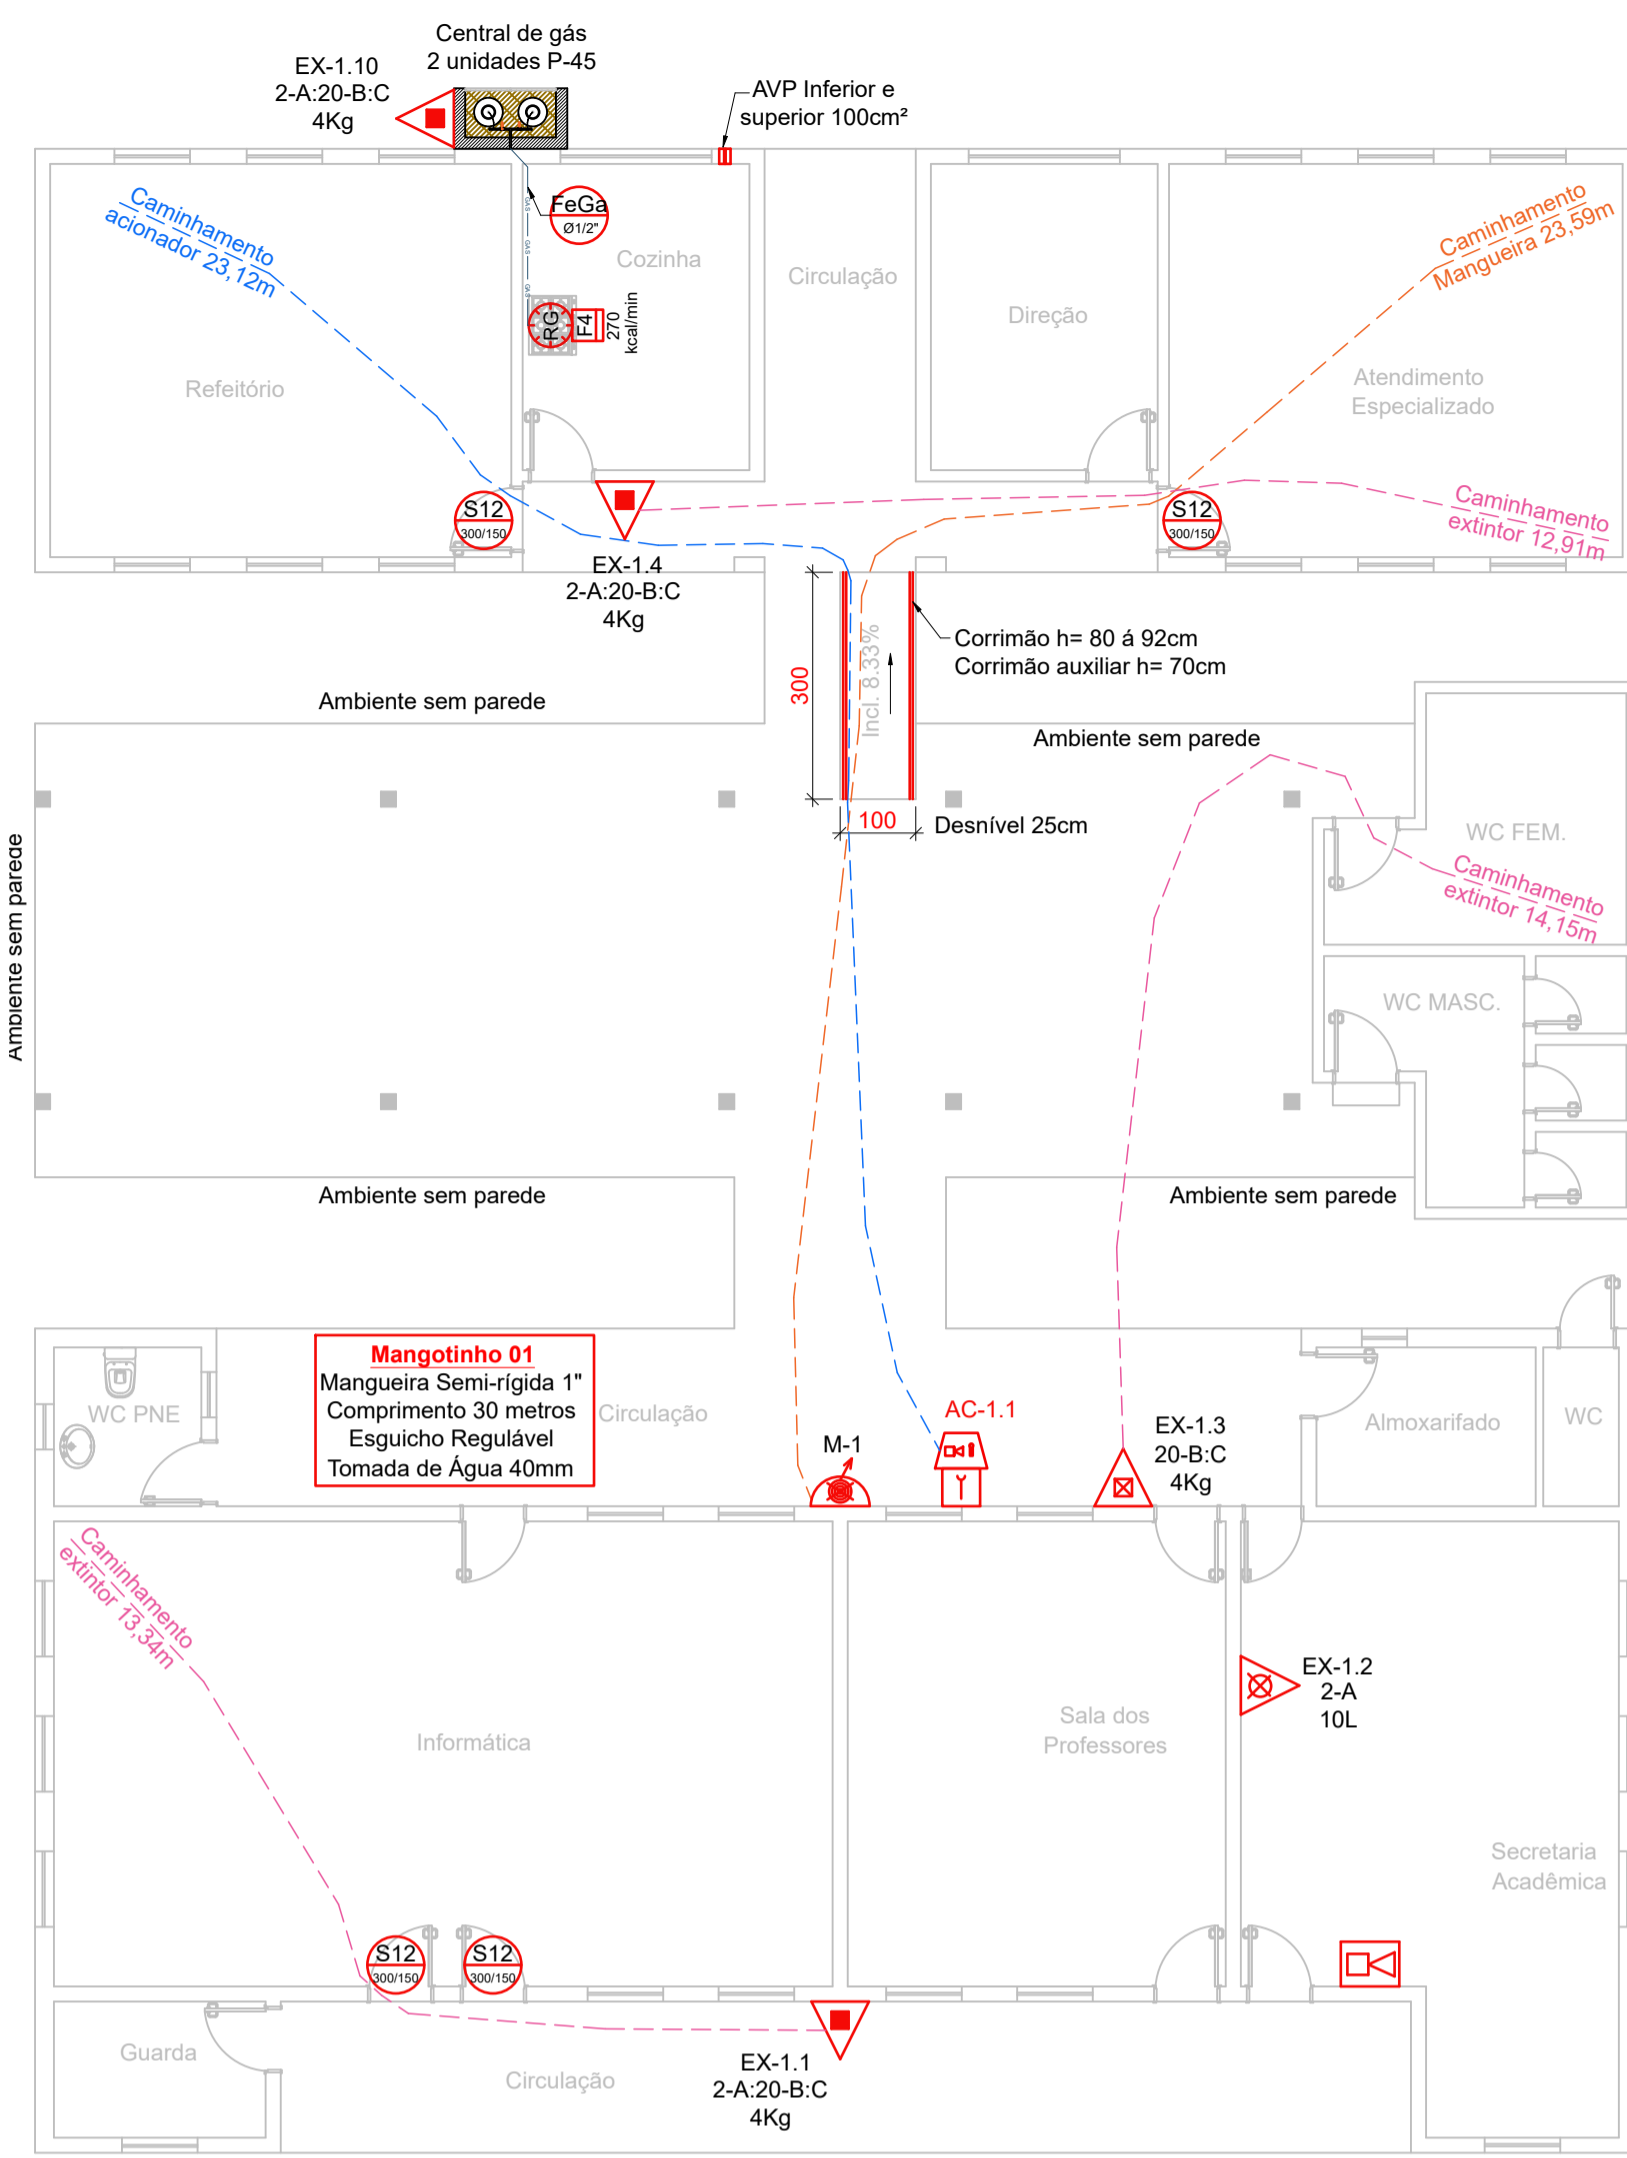 Central de gás
2 unidades P-45
EX-1.10
2-A:20-B:C
4Kg
AVP Inferior e
superior 100cm²
Caminhamento
acionador 23,12m
FeGa
Ø1/2"
GÁS
GÁS
GÁS
Cozinha
Circulação
Direção
Caminhamento
Mangueira 23,59m
RG
F4
270
kcal/min
Refeitório
Atendimento
Especializado
S12
300/150
S12
300/150
Caminhamento
extintor 12,91m
EX-1.4
2-A:20-B:C
4Kg
Corrimão h= 80 á 92cm
Corrimão auxiliar h= 70cm
300
Incl. 8.33%
Ambiente sem parede
Ambiente sem parede
100
Desnível 25cm
WC FEM.
Caminhamento
extintor 14,15m
Ambiente sem parede
WC MASC.
Ambiente sem parede
Ambiente sem parede
Mangotinho 01
Mangueira Semi-rígida 1"
Comprimento 30 metros
Esguicho Regulável
Tomada de Água 40mm
WC PNE
Circulação
M-1
AC-1.1
EX-1.3
20-B:C
4Kg
Almoxarifado
WC
Caminhamento
extintor 13,34m
Informática
Sala dos
Professores
EX-1.2
2-A
10L
Secretaria
Acadêmica
S12
300/150
S12
300/150
Guarda
Circulação
EX-1.1
2-A:20-B:C
4Kg